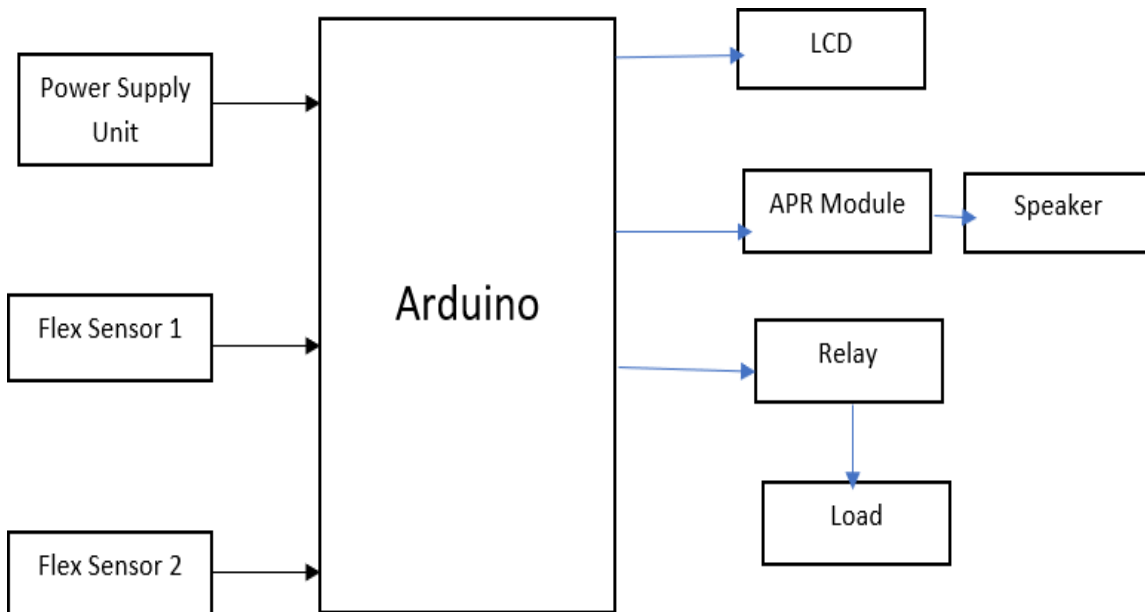 LCD
Power Supply
Unit
APR Module
Speaker
Arduino
Flex Sensor 1
Relay
Load
Flex Sensor 2